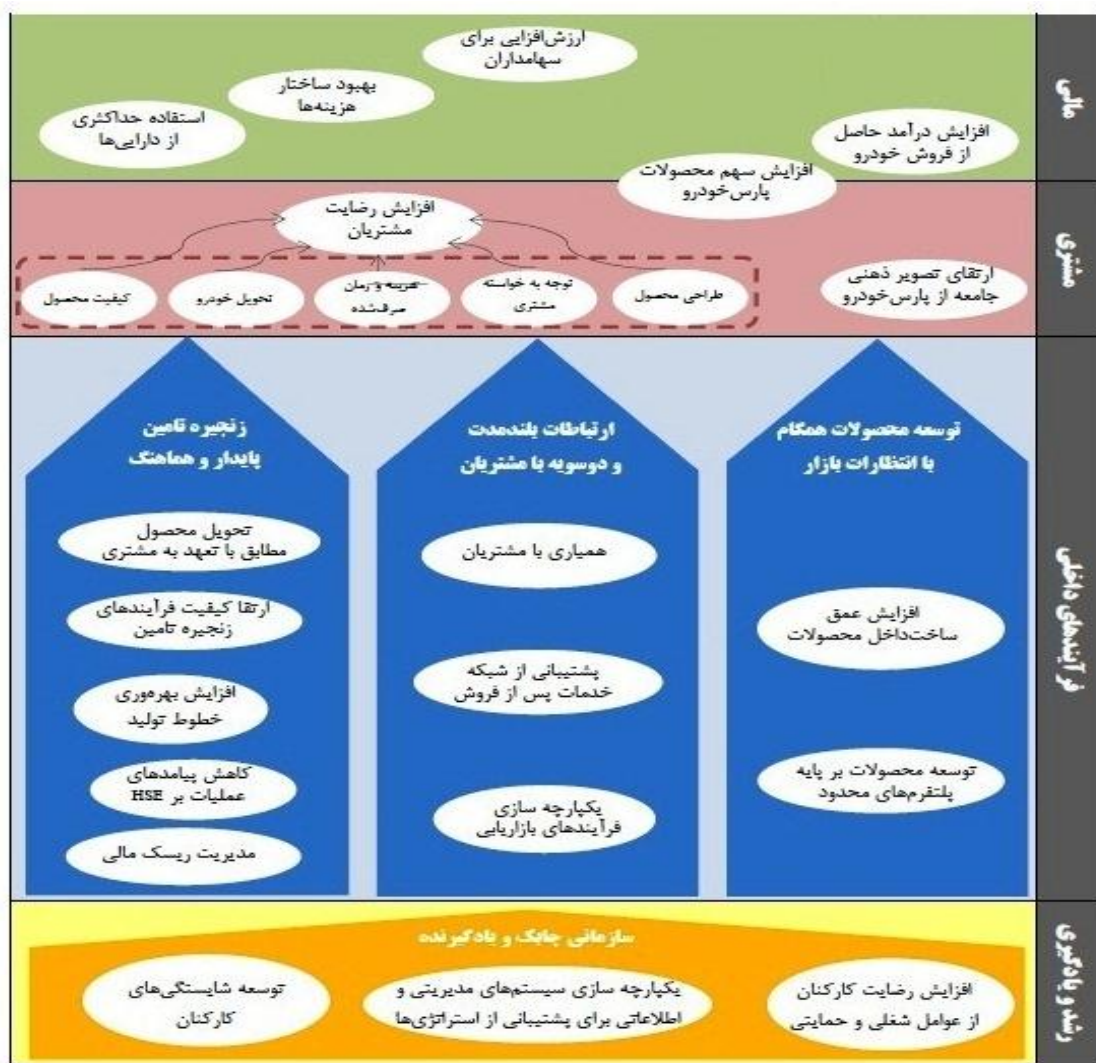 مالی
ارزش‌افزایی برای
سهامداران
بهبود ساختار
هزینه‌ها
افزایش درآمد حاصل
از فروش خودرو
استفاده حداکثری
از دارایی‌ها
افزایش سهم محصولات
پارس‌خودرو
مشتری
افزایش رضایت
مشتریان
ارتقای تصویر ذهنی
جامعه از پارس‌خودرو
طراحی محصول
توجه به خواسته
مشتری
هزینه و زمان
صرف‌شده
تحویل خودرو
کیفیت محصول
فرآیندهای داخلی
توسعه محصولات همگام
با انتظارات بازار
افزایش عمق
ساخت‌داخل محصولات
توسعه محصولات بر پایه
پلتفرم‌های محدود
ارتباطات بلندمدت
و دوسویه با مشتریان
همیاری با مشتریان
پشتیبانی از شبکه
خدمات پس از فروش
یکپارچه سازی
فرآیندهای بازاریابی
زنجیره تامین
پایدار و هماهنگ
تحویل محصول
مطابق با تعهد به مشتری
ارتقا کیفیت فرآیندهای
زنجیره تامین
افزایش بهره‌وری
خطوط تولید
کاهش پیامدهای
عملیات بر HSE
مدیریت ریسک مالی
رشد و یادگیری
سازمانی چابک و یادگیرنده
افزایش رضایت کارکنان
از عوامل شغلی و حمایتی
یکپارچه سازی سیستم‌های مدیریتی و
اطلاعاتی برای پشتیبانی از استراتژی‌ها
توسعه شایستگی‌های
کارکنان